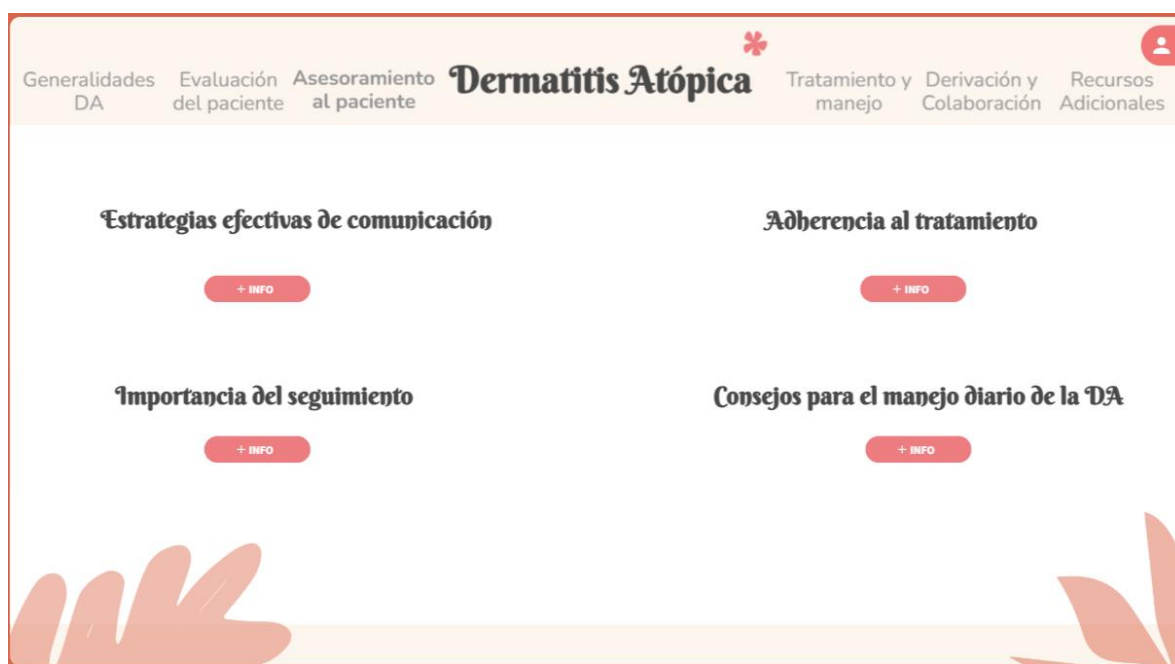 Generalidades DA
Evaluación del paciente
Asesoramiento al paciente
Dermatitis Atópica
Tratamiento y manejo
Derivación y Colaboración
Recursos Adicionales
Estrategias efectivas de comunicación
+ INFO
Adherencia al tratamiento
+ INFO
Importancia del seguimiento
+ INFO
Consejos para el manejo diario de la DA
+ INFO